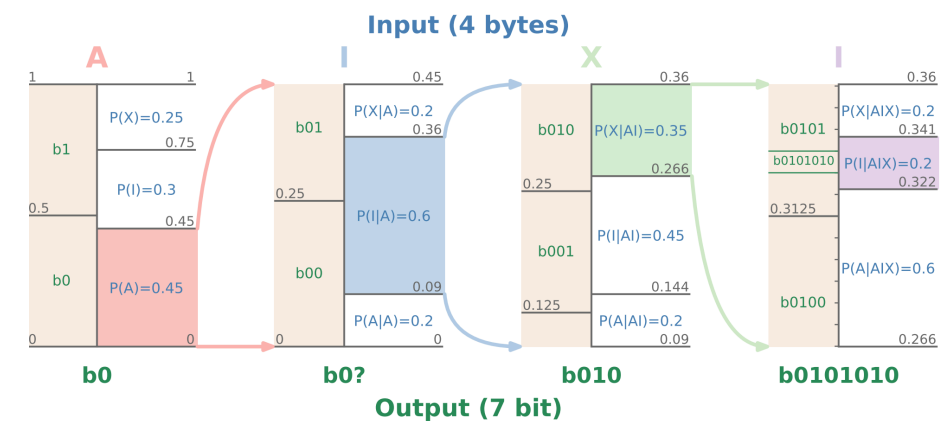 Input (4 bytes)
A
I
X
I
1
1
P(X)=0.25
0.75
b1
P(I)=0.3
0.5
0.45
b0
P(A)=0.45
0
0
b0
0.45
P(X|A)=0.2
b01
0.36
0.25
P(I|A)=0.6
b00
0.09
P(A|A)=0.2
0
0
b0?
0.36
b010
P(X|AI)=0.35
0.266
0.25
P(I|AI)=0.45
b001
0.144
0.125
P(A|AI)=0.2
0.09
b010
0.36
P(X|AIX)=0.2
b0101
0.341
b0101010
P(I|AIX)=0.2
0.322
0.3125
P(A|AIX)=0.6
b0100
0.266
b0101010
Output (7 bit)